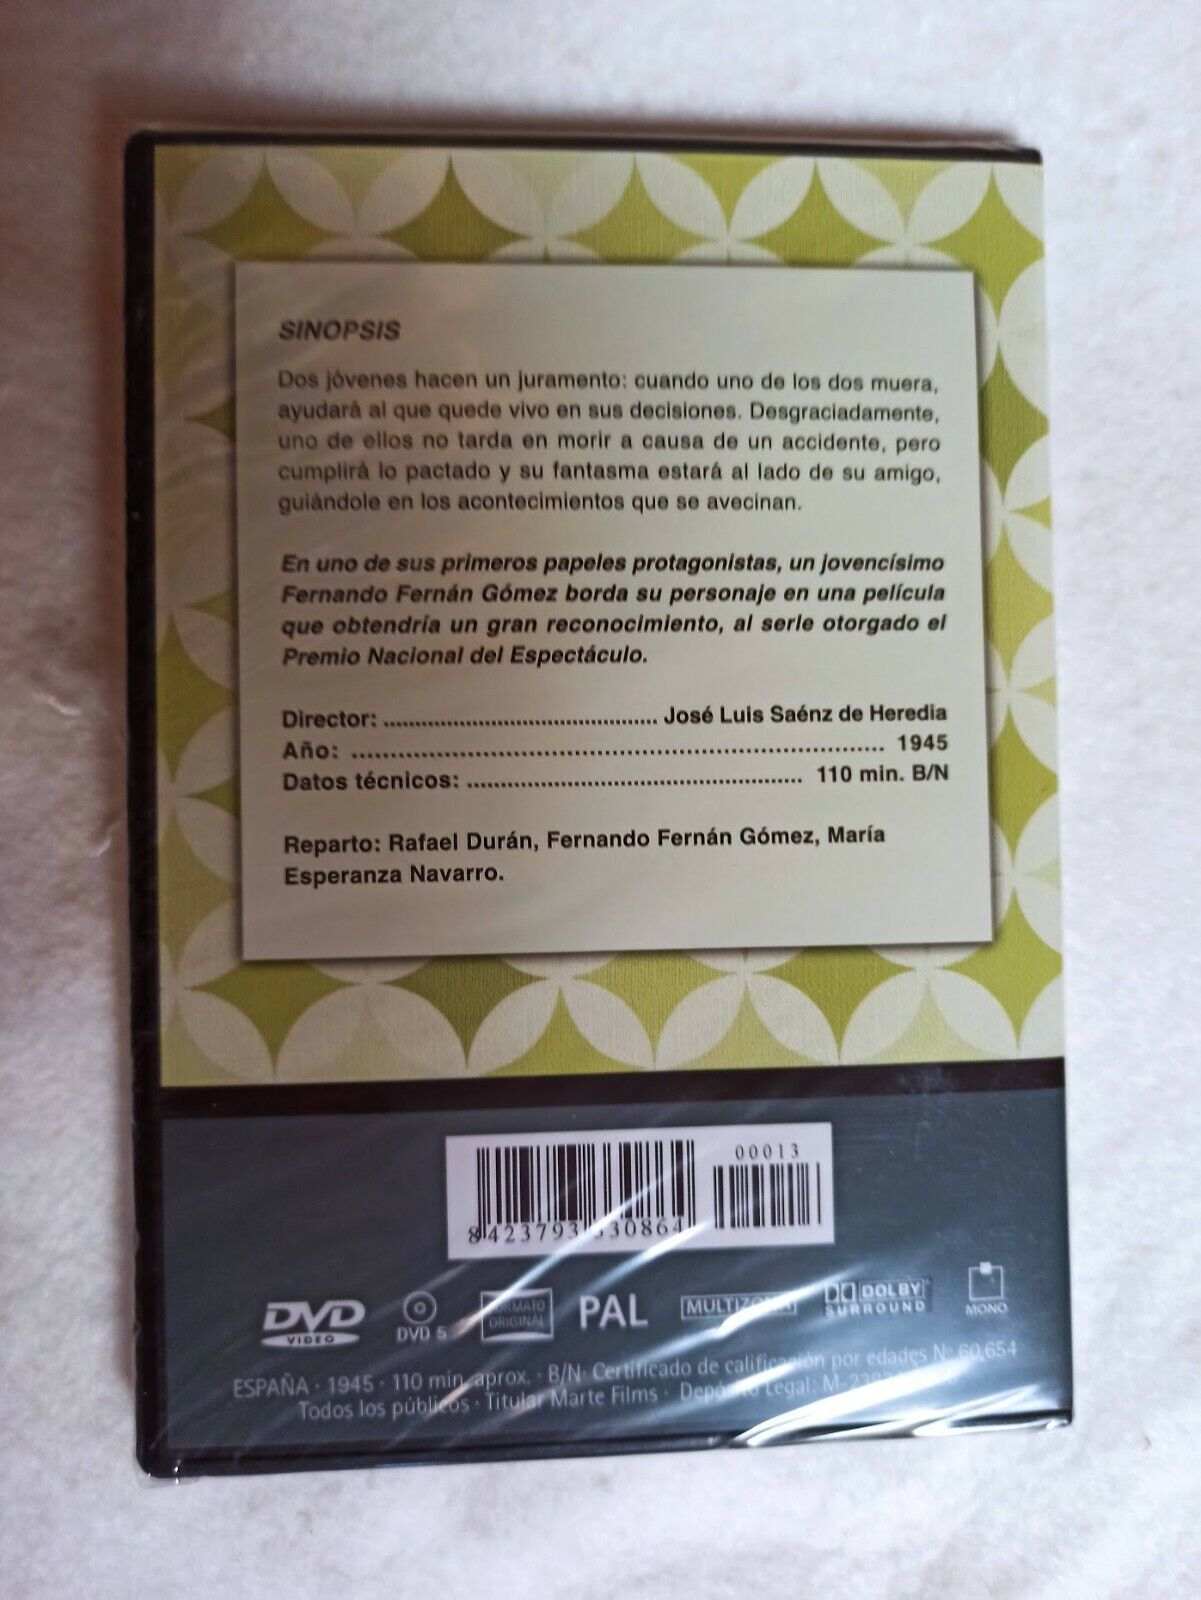 SINOPSIS
Dos jóvenes hacen un juramento: cuando uno de los dos muera,
ayudará al que quede vivo en sus decisiones. Desgraciadamente,
uno de ellos no tarda en morir a causa de un accidente, pero
cumplirá lo pactado y su fantasma estará al lado de su amigo,
guiándole en los acontecimientos que se avecinan.
En uno de sus primeros papeles protagonistas, un jovencísimo
Fernando Fernán Gómez borda su personaje en una película
que obtendría un gran reconocimiento, al serle otorgado el
Premio Nacional del Espectáculo.
Director: ........................................... José Luis Saénz de Heredia
Año: ........................................................................ 1945
Datos técnicos: ................................................... 110 min. B/N
Reparto: Rafael Durán, Fernando Fernán Gómez, María
Esperanza Navarro.
00013
8 423793 30864
DVD VIDEO
DVD 5
FORMATO ORIGINAL
PAL
MULTIZONA
DOLBY SURROUND
MONO
ESPAÑA · 1945 · 110 min. aprox. · B/N· Certificado de calificación por edades Nº 60.654
Todos los públicos · Titular Marte Films · Depósito Legal: